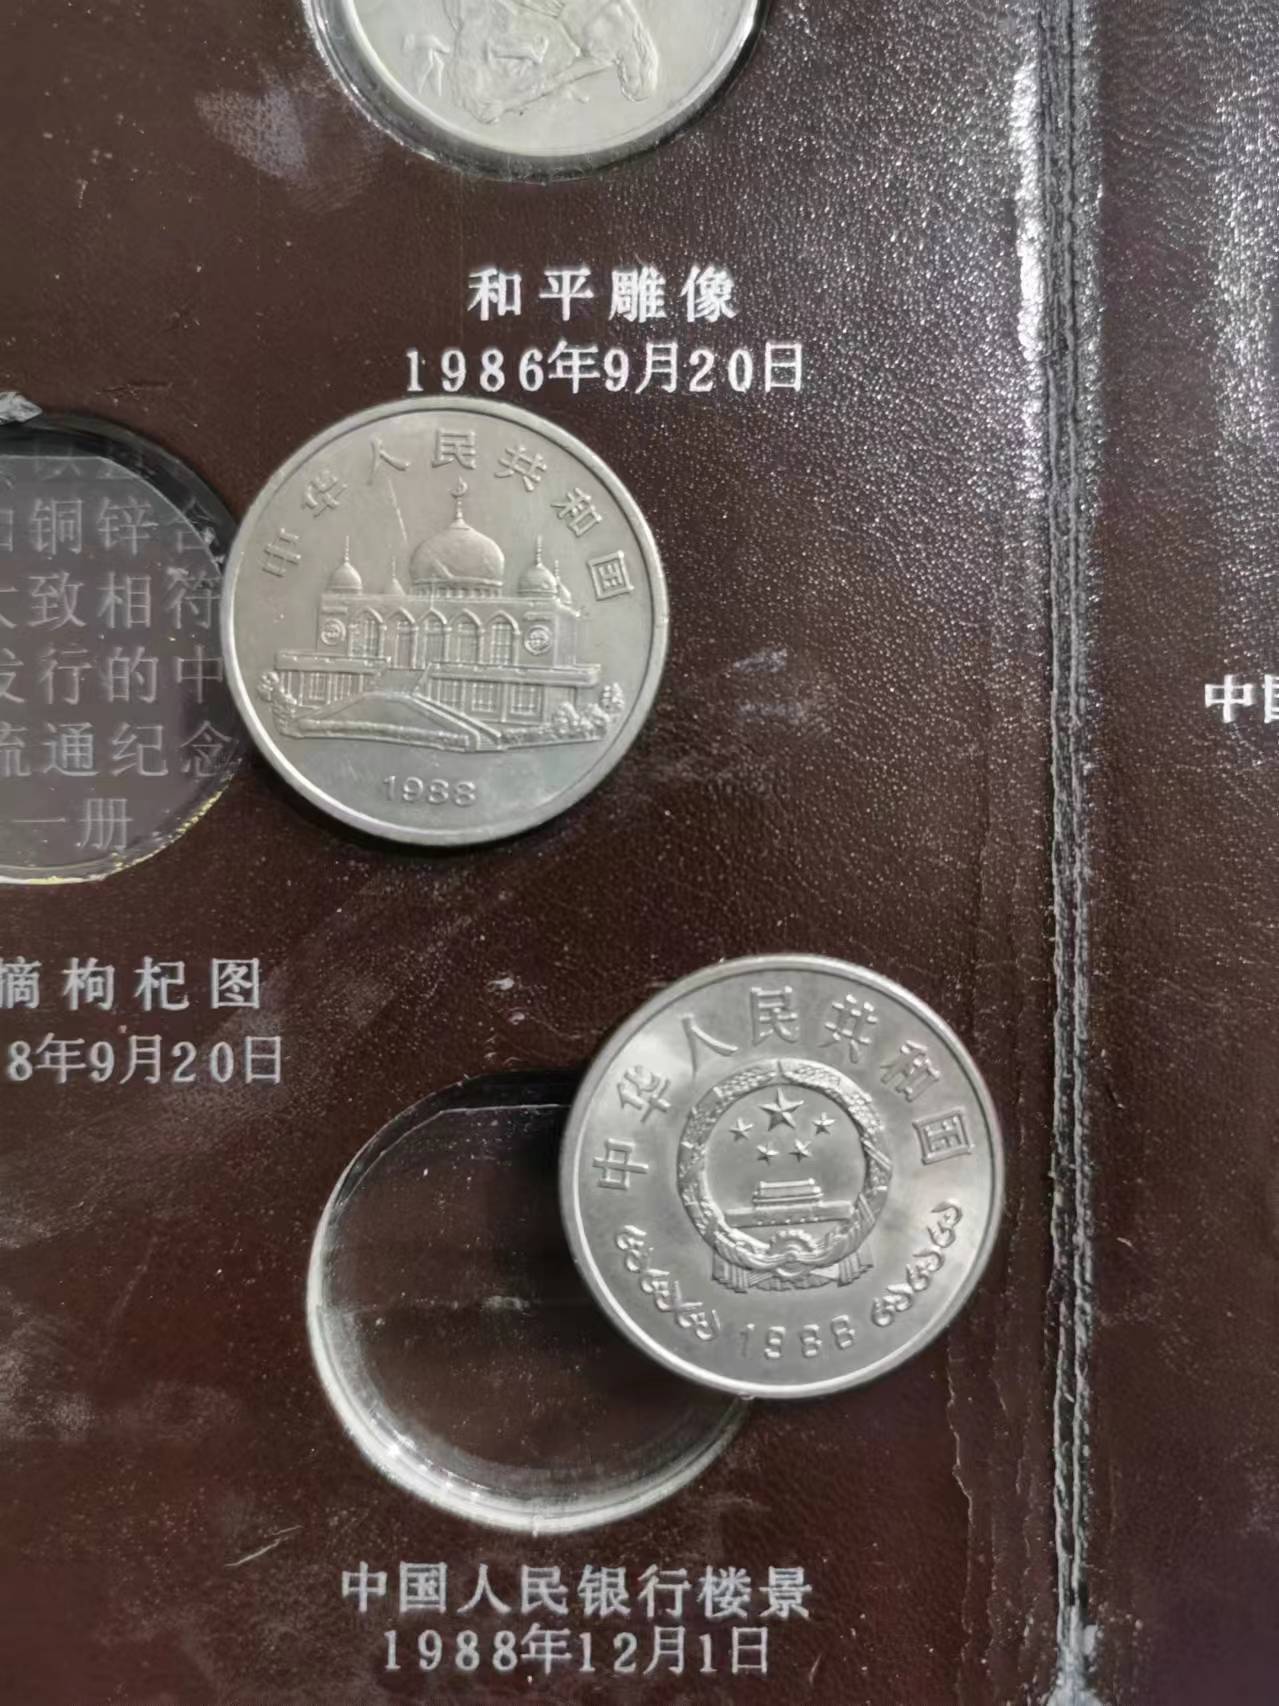 和平雕像
1986年9月20日
中华人民共和国
1988
铜锌
致相符
行的中
流通纪念
一册
中国
摘枸杞图
8年9月20日
中华人民共和国
1988
中国人民银行楼景
1988年12月1日